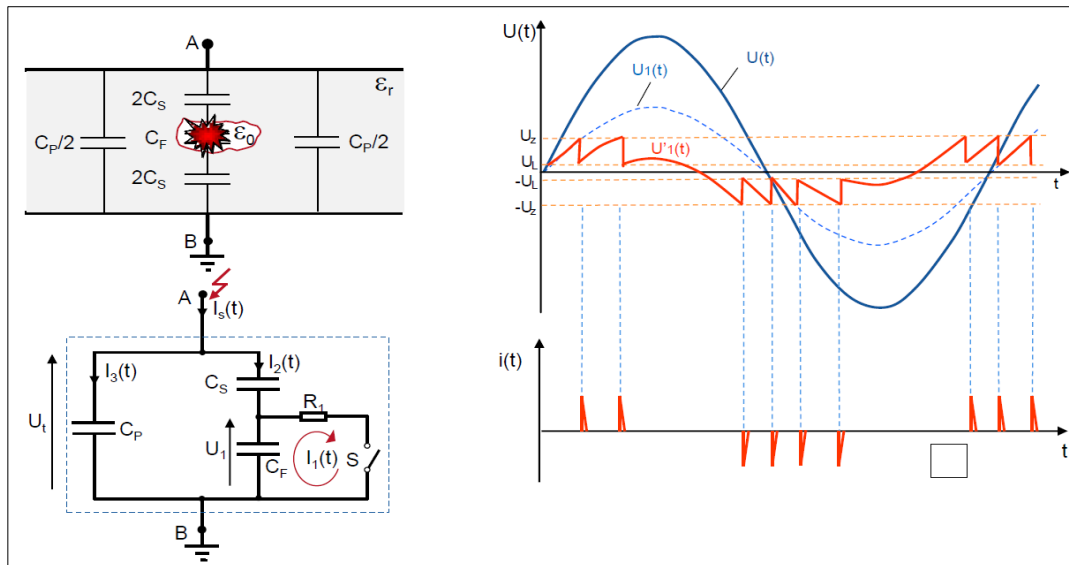 A
εr
2CS
CP/2
CF
ε0
CP/2
2CS
B
A
Is(t)
I3(t)
I2(t)
CS
Ut
CP
R1
U1
CF
I1(t)
S
B
U(t)
U1(t)
U(t)
Uz
U'1(t)
UL
-UL
t
-Uz
i(t)
t